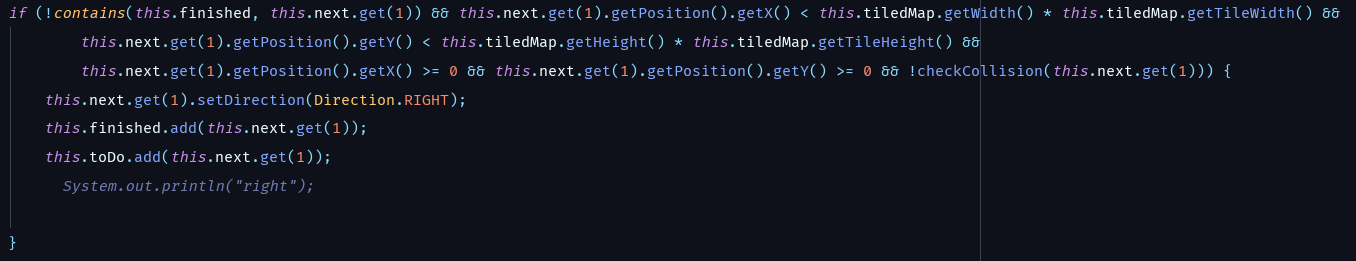 if (!contains(this.finished, this.next.get(1)) && this.next.get(1).getPosition().getX() < this.tiledMap.getWidth() * this.tiledMap.getTileWidth() &&
this.next.get(1).getPosition().getY() < this.tiledMap.getHeight() * this.tiledMap.getTileHeight() &&
this.next.get(1).getPosition().getX() >= 0 && this.next.get(1).getPosition().getY() >= 0 && !checkCollision(this.next.get(1))) {
this.next.get(1).setDirection(Direction.RIGHT);
this.finished.add(this.next.get(1));
this.toDo.add(this.next.get(1));
System.out.println("right");
}